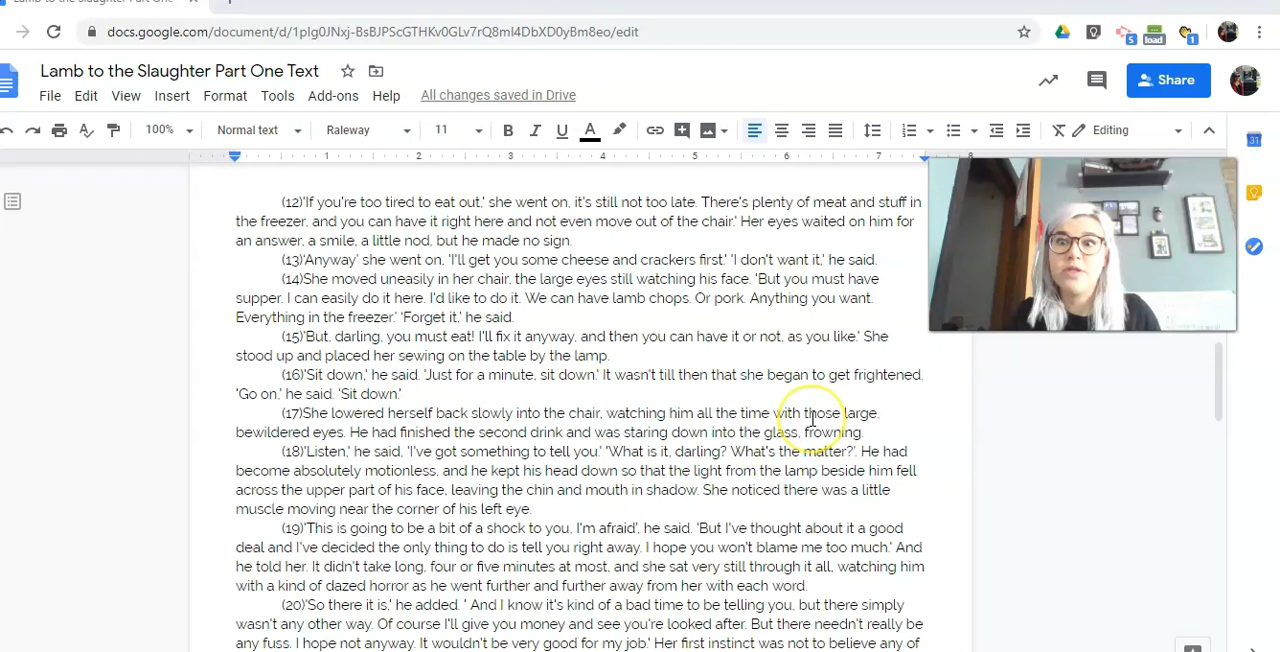 Lamb to the Slaughter Part One
docs.google.com/document/d/1pIg0JNxj-BsBJPScGTHKv0GLv7rQ8mI4DbXD0yBm8eo/edit
5
load
1
Lamb to the Slaughter Part One Text
File Edit View Insert Format Tools Add-ons Help All changes saved in Drive
Share
100% Normal text Raleway 11 B I U A Editing
31
1 2 3 4 5 6 7 8
(12)'If you're too tired to eat out,' she went on, it's still not too late. There's plenty of meat and stuff in
the freezer, and you can have it right here and not even move out of the chair.' Her eyes waited on him for
an answer, a smile, a little nod, but he made no sign.
(13)'Anyway' she went on, 'I'll get you some cheese and crackers first.' 'I don't want it,' he said.
(14)She moved uneasily in her chair, the large eyes still watching his face. 'But you must have
supper. I can easily do it here. I'd like to do it. We can have lamb chops. Or pork. Anything you want.
Everything in the freezer.' 'Forget it,' he said.
(15)'But, darling, you must eat! I'll fix it anyway, and then you can have it or not, as you like.' She
stood up and placed her sewing on the table by the lamp.
(16)'Sit down,' he said. 'Just for a minute, sit down.' It wasn't till then that she began to get frightened.
'Go on,' he said. 'Sit down.'
(17)She lowered herself back slowly into the chair, watching him all the time with those large,
bewildered eyes. He had finished the second drink and was staring down into the glass, frowning.
(18)'Listen,' he said, 'I've got something to tell you.' 'What is it, darling? What's the matter?'. He had
become absolutely motionless, and he kept his head down so that the light from the lamp beside him fell
across the upper part of his face, leaving the chin and mouth in shadow. She noticed there was a little
muscle moving near the corner of his left eye.
(19)'This is going to be a bit of a shock to you, I'm afraid', he said. 'But I've thought about it a good
deal and I've decided the only thing to do is tell you right away. I hope you won't blame me too much.' And
he told her. It didn't take long, four or five minutes at most, and she sat very still through it all, watching him
with a kind of dazed horror as he went further and further away from her with each word.
(20)'So there it is,' he added. ' And I know it's kind of a bad time to be telling you, but there simply
wasn't any other way. Of course I'll give you money and see you're looked after. But there needn't really be
any fuss. I hope not anyway. It wouldn't be very good for my job.' Her first instinct was not to believe any of